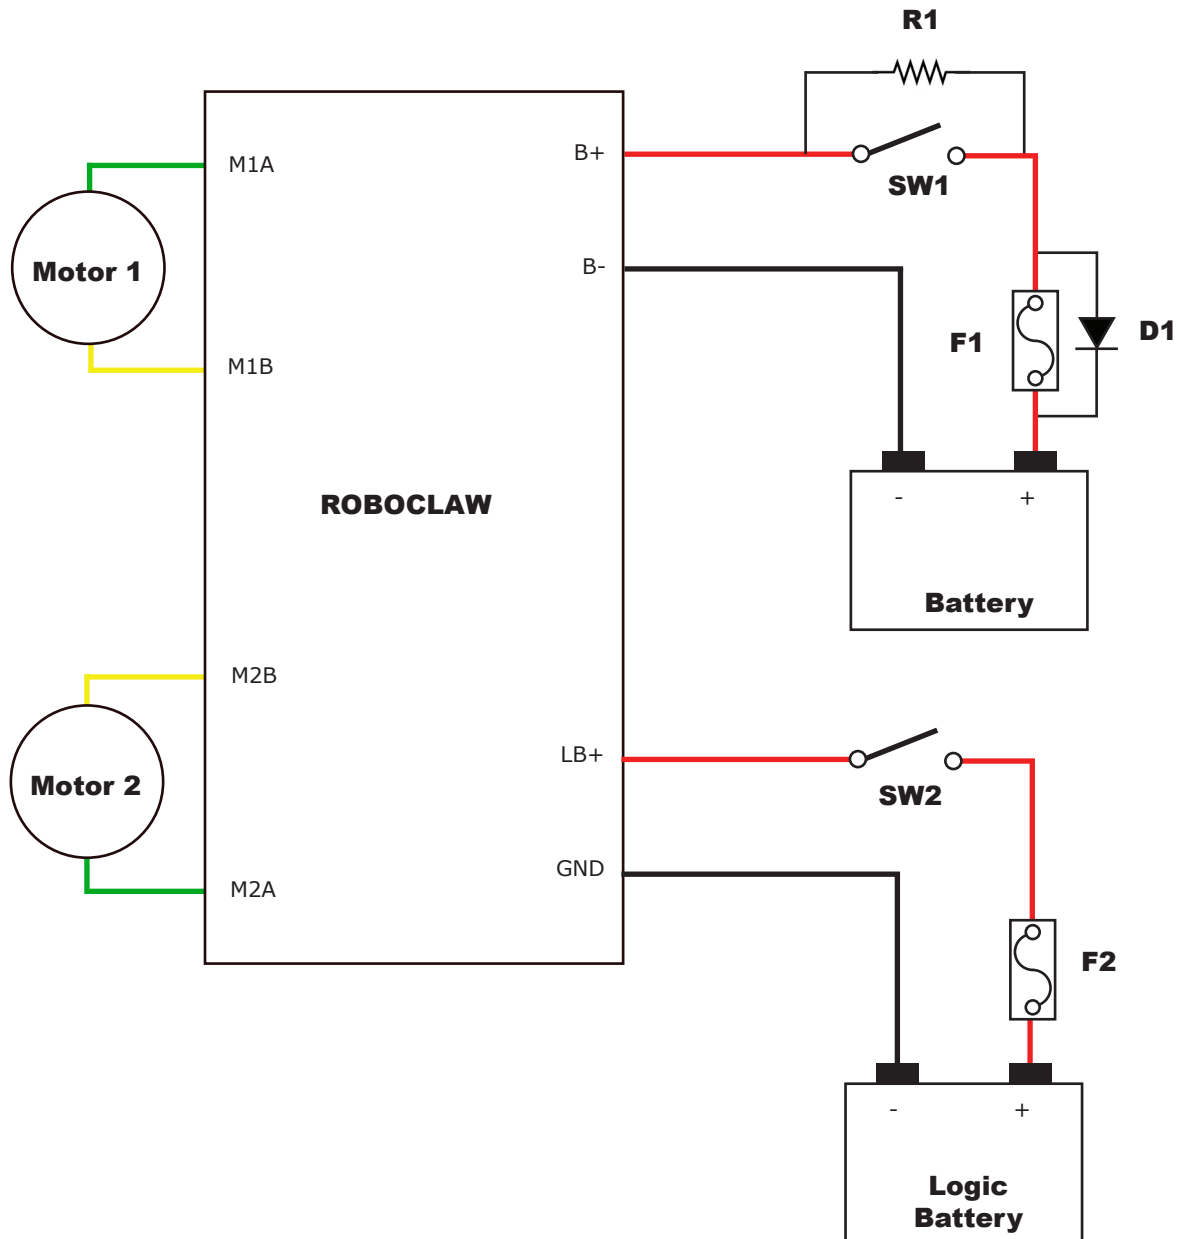 R1
M1A
B+
SW1
Motor 1
B-
D1
F1
M1B
- +
ROBOCLAW
Battery
M2B
LB+
Motor 2
SW2
GND
M2A
F2
- +
Logic
Battery